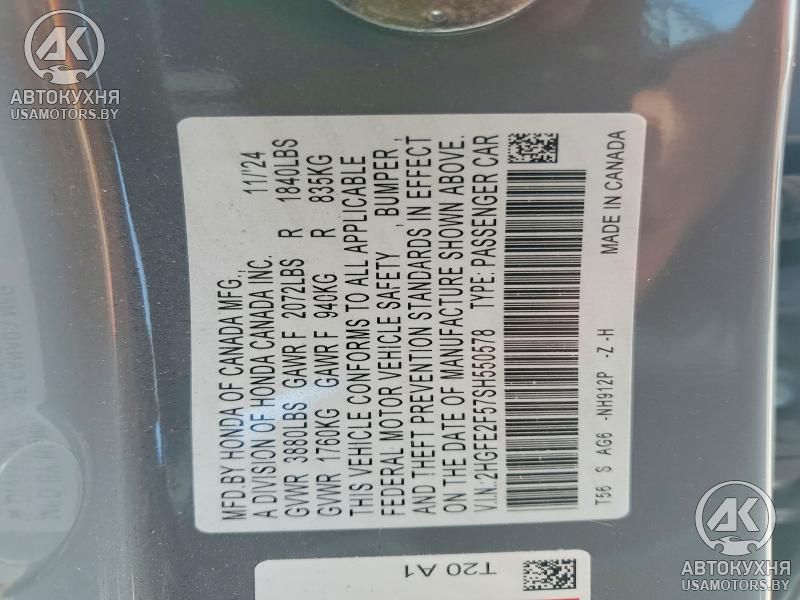 MFD.BY HONDA OF CANADA MFG.,
A DIVISION OF HONDA CANADA INC. 11/'24
GVWR 3880LBS GAWR F 2072LBS R 1840LBS
GVWR 1760KG GAWR F 940KG R 835KG
THIS VEHICLE CONFORMS TO ALL APPLICABLE
FEDERAL MOTOR VEHICLE SAFETY , BUMPER ,
AND THEFT PREVENTION STANDARDS IN EFFECT
ON THE DATE OF MANUFACTURE SHOWN ABOVE.
V.I.N. 2HGFE2F57SH550578 TYPE: PASSENGER CAR
T56 S AG6 -NH912P -Z -H MADE IN CANADA
T20 A1
АК
АВТОКУХНЯ
USAMOTORS.BY
АК
АВТОКУХНЯ
USAMOTORS.BY